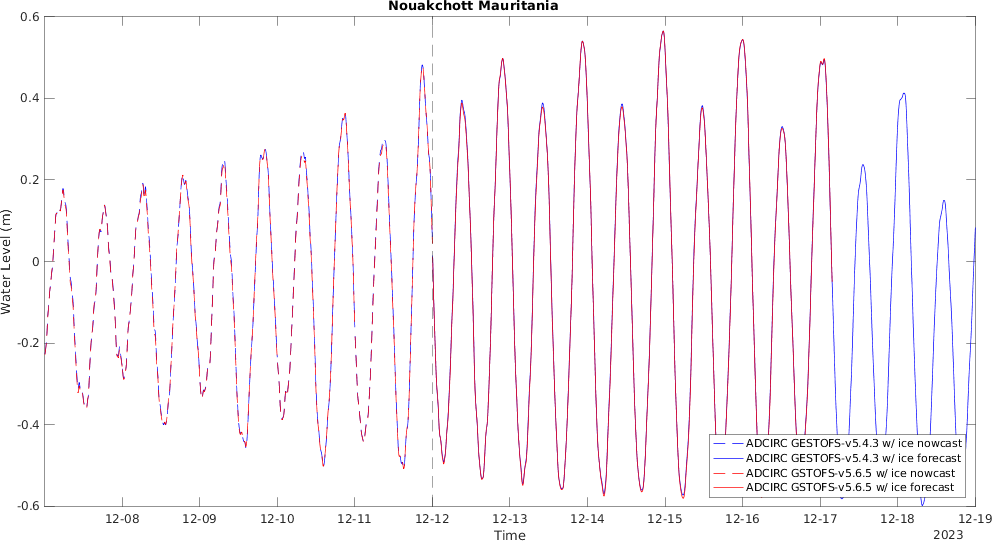 Nouakchott Mauritania
0.6
0.4
0.2
0
-0.2
-0.4
-0.6
Water Level (m)
ADCIRC GESTOFS-v5.4.3 w/ ice nowcast
ADCIRC GESTOFS-v5.4.3 w/ ice forecast
ADCIRC GSTOFS-v5.6.5 w/ ice nowcast
ADCIRC GSTOFS-v5.6.5 w/ ice forecast
12-08 12-09 12-10 12-11 12-12 12-13 12-14 12-15 12-16 12-17 12-18 12-19
Time
2023